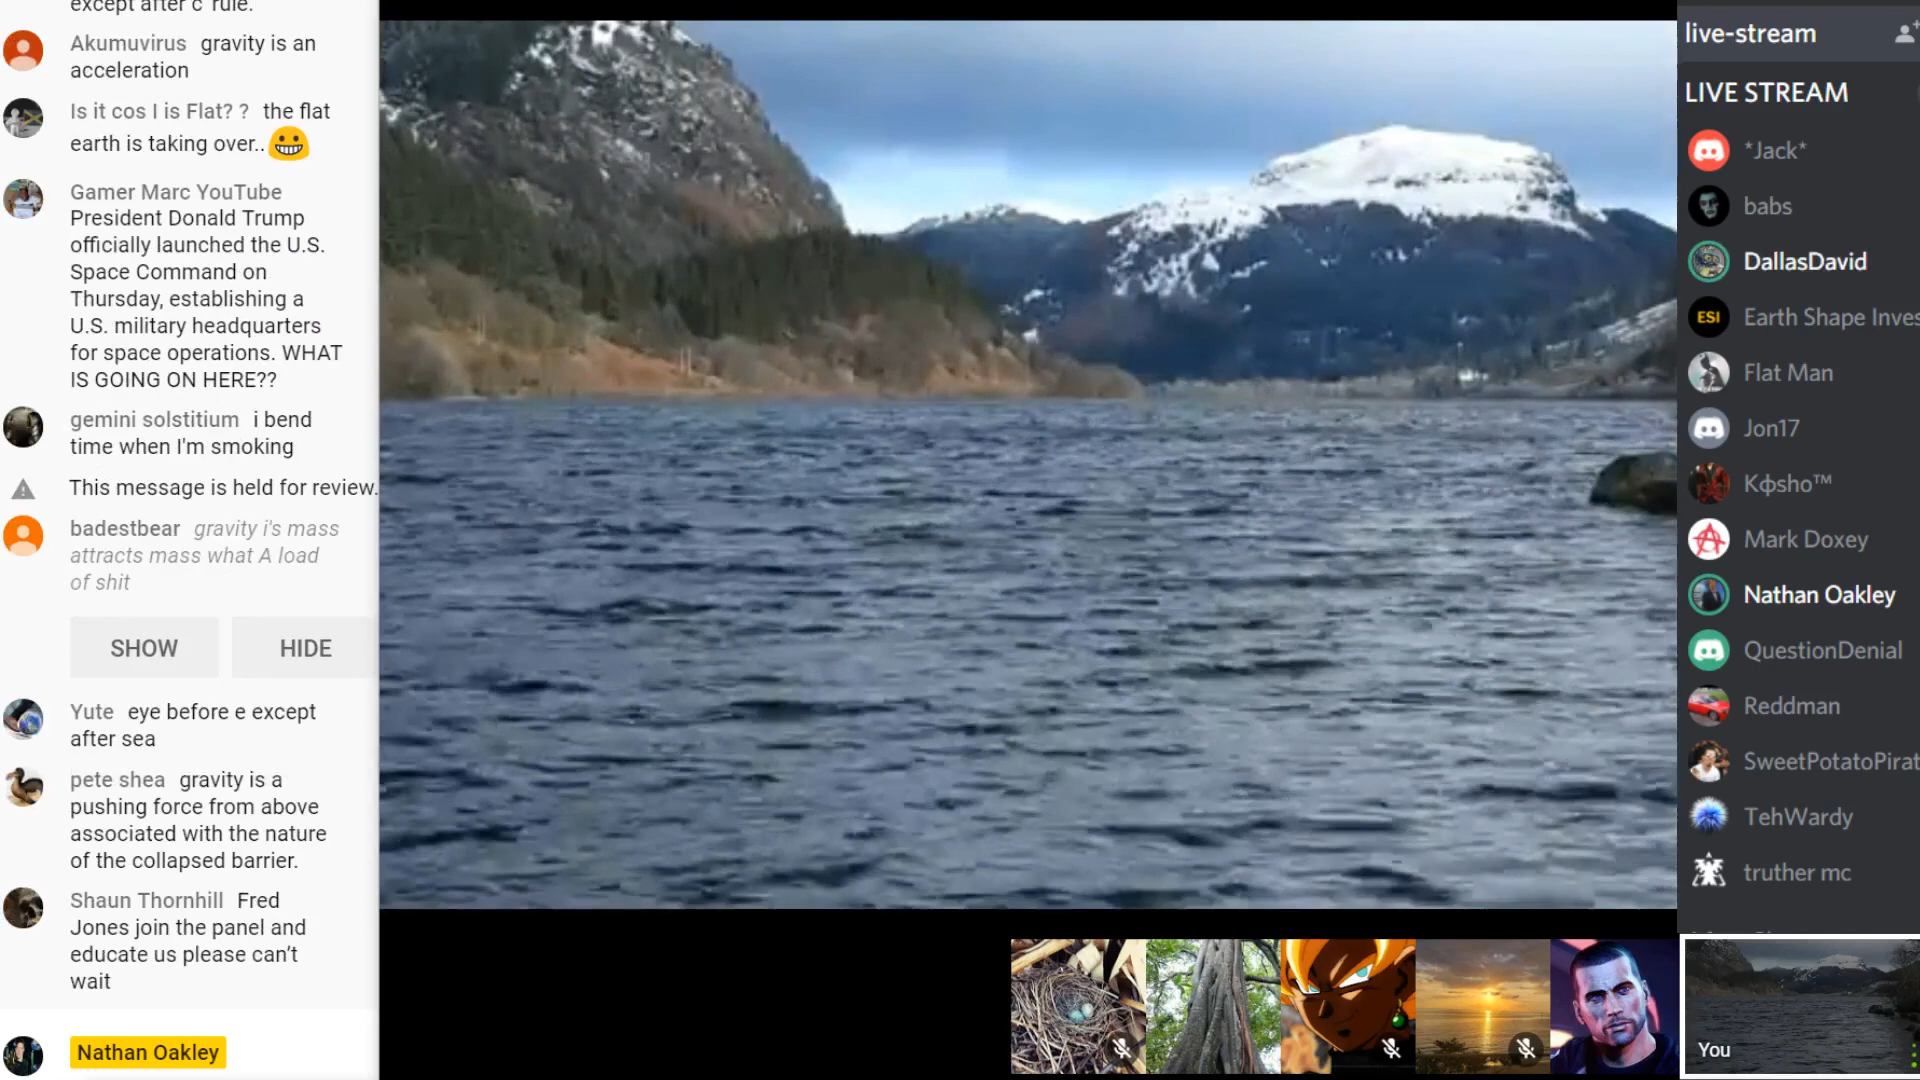 except after c' rule.
Akumuvirus gravity is an
acceleration
Is it cos I is Flat? ? the flat
earth is taking over..
Gamer Marc YouTube
President Donald Trump
officially launched the U.S.
Space Command on
Thursday, establishing a
U.S. military headquarters
for space operations. WHAT
IS GOING ON HERE??
gemini solstitium i bend
time when I'm smoking
This message is held for review.
badestbear gravity i's mass
attracts mass what A load
of shit
SHOW HIDE
Yute eye before e except
after sea
pete shea gravity is a
pushing force from above
associated with the nature
of the collapsed barrier.
Shaun Thornhill Fred
Jones join the panel and
educate us please can't
wait
Nathan Oakley
live-stream
LIVE STREAM
*Jack*
babs
DallasDavid
ESI Earth Shape Inves
Flat Man
Jon17
Kфsho™
Mark Doxey
Nathan Oakley
QuestionDenial
Reddman
SweetPotatoPirat
TehWardy
truther mc
You